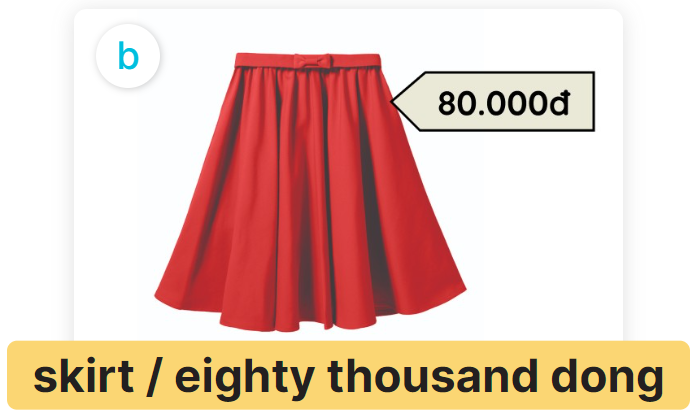 b
80.000đ
skirt / eighty thousand dong